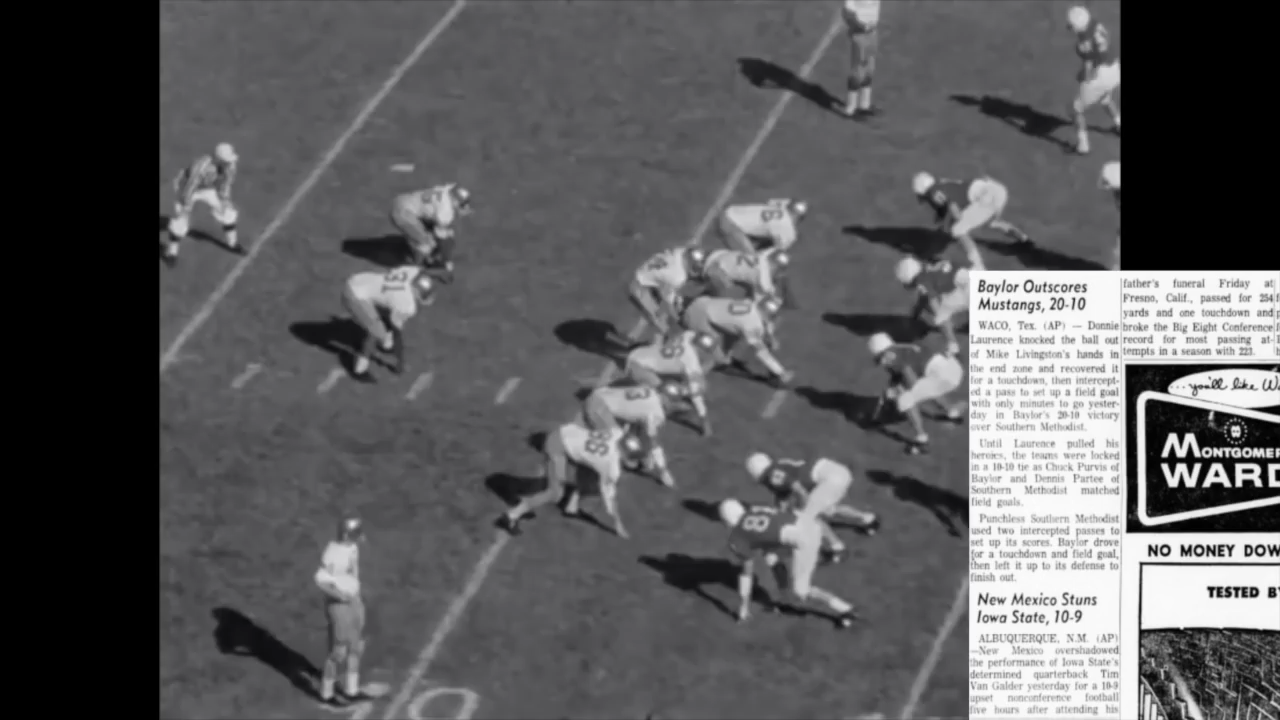 Baylor Outscores
Mustangs, 20-10
WACO, Tex. (AP) — Donnie
Laurence knocked the ball out
of Mike Livingston's hands in
the end zone and recovered it
for a touchdown, then intercept-
ed a pass to set up a field goal
with only minutes to go yester-
day in Baylor's 20-10 victory
over Southern Methodist.
Until Laurence pulled his
heroics, the teams were locked
in a 10-10 tie as Chuck Purvis of
Baylor and Dennis Partee of
Southern Methodist matched
field goals.
Punchless Southern Methodist
used two intercepted passes to
set up its scores. Baylor drove
for a touchdown and field goal,
then left it up to its defense to
finish out.
New Mexico Stuns
Iowa State, 10-9
ALBUQUERQUE, N.M. (AP)
—New Mexico overshadowed
the performance of Iowa State's
determined quarterback Tim
Van Galder yesterday for a 10-9
upset nonconference football
five hours after attending his
father's funeral Friday at
Fresno, Calif., passed for 254
yards and one touchdown and
broke the Big Eight Conference
record for most passing at-
tempts in a season with 223.
...you'll like
MONTGOMER
WARD
NO MONEY DOW
TESTED B
31